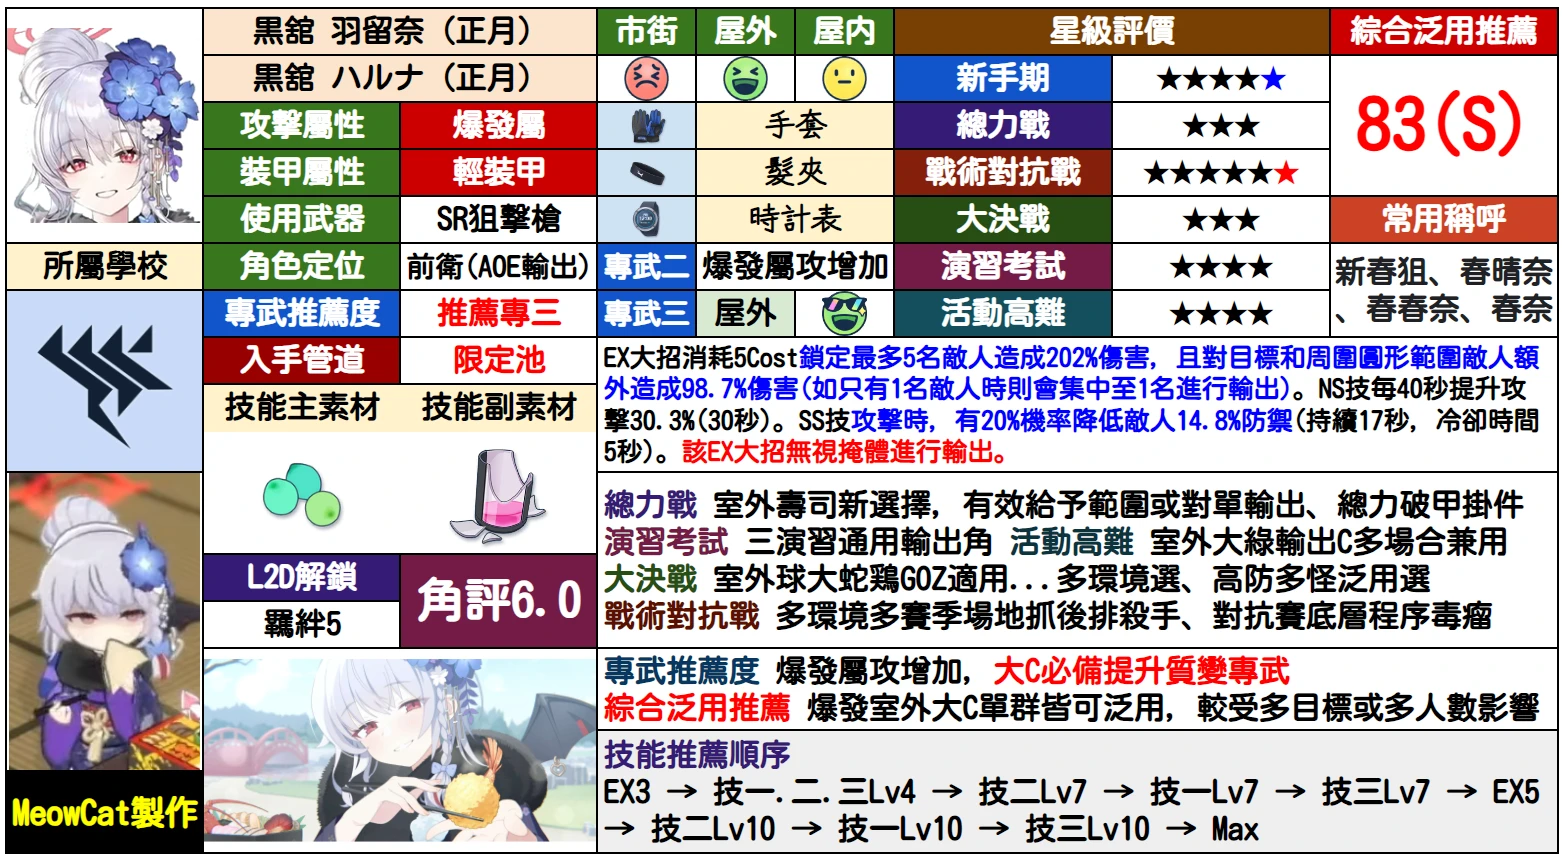 黒舘 羽留奈（正月）
黒舘 ハルナ（正月）
市街 屋外 屋内
星級評價
綜合泛用推薦
83(S)
新手期 ★★★★★
攻擊屬性 爆發屬
手套
總力戰 ★★★
裝甲屬性 輕裝甲
髮夾
戰術對抗戰 ★★★★★★
使用武器 SR狙擊槍
時計表
大決戰 ★★★
常用稱呼
所屬學校
角色定位 前衛(AOE輸出)
專武二 爆發屬攻增加
演習考試 ★★★★
新春狙、春晴奈
、春春奈、春奈
專武推薦度 推薦專三
專武三 屋外
活動高難 ★★★★
入手管道 限定池
EX大招消耗5Cost鎖定最多5名敵人造成202%傷害，且對目標和周圍圓形範圍敵人額
外造成98.7%傷害(如只有1名敵人時則會集中至1名進行輸出)。NS技每40秒提升攻
擊30.3%(30秒)。SS技攻擊時，有20%機率降低敵人14.8%防禦(持續17秒，冷卻時間
5秒)。該EX大招無視掩體進行輸出。
技能主素材 技能副素材
總力戰 室外壽司新選擇，有效給予範圍或對單輸出、總力破甲掛件
演習考試 三演習通用輸出角 活動高難 室外大綠輸出C多場合兼用
大決戰 室外球大蛇鶏GOZ適用...多環境選、高防多怪泛用選
戰術對抗戰 多環境多賽季場地抓後排殺手、對抗賽底層程序毒瘤
L2D解鎖
羈絆5
角評6.0
專武推薦度 爆發屬攻增加，大C必備提升質變專武
綜合泛用推薦 爆發室外大C單群皆可泛用，較受多目標或多人數影響
技能推薦順序
EX3 → 技一.二.三Lv4 → 技二Lv7 → 技一Lv7 → 技三Lv7 → EX5
→ 技二Lv10 → 技一Lv10 → 技三Lv10 → Max
MeowCat製作